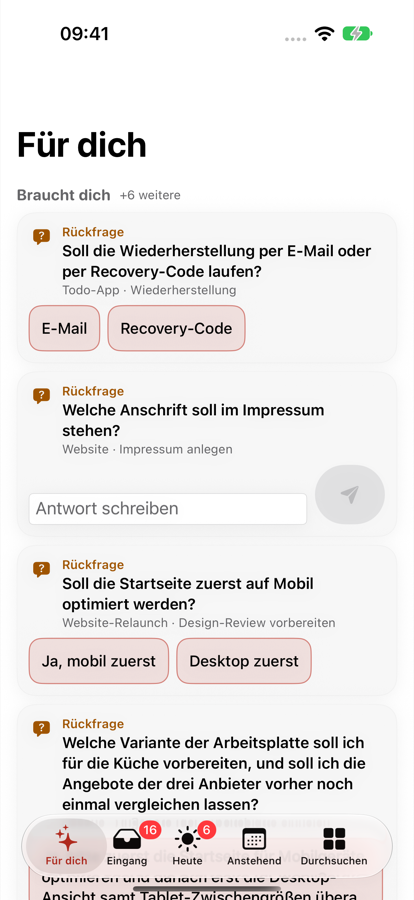 09:41
Für dich
Braucht dich +6 weitere
Rückfrage
Soll die Wiederherstellung per E-Mail oder
per Recovery-Code laufen?
Todo-App · Wiederherstellung
E-Mail
Recovery-Code
Rückfrage
Welche Anschrift soll im Impressum
stehen?
Website · Impressum anlegen
Antwort schreiben
Rückfrage
Soll die Startseite zuerst auf Mobil
optimiert werden?
Website-Relaunch · Design-Review vorbereiten
Ja, mobil zuerst
Desktop zuerst
Rückfrage
Welche Variante der Arbeitsplatte soll ich
für die Küche vorbereiten, und soll ich die
Angebote der drei Anbieter vorher noch
einmal vergleichen lassen?
16
6
Für dich
Eingang
Heute
Anstehend
Durchsuchen
optimieren und danach erst die Desktop-
Ansicht samt Tablet-Zwischengrößen